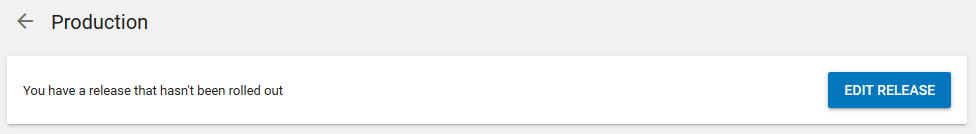 Production
You have a release that hasn't been rolled out
EDIT RELEASE